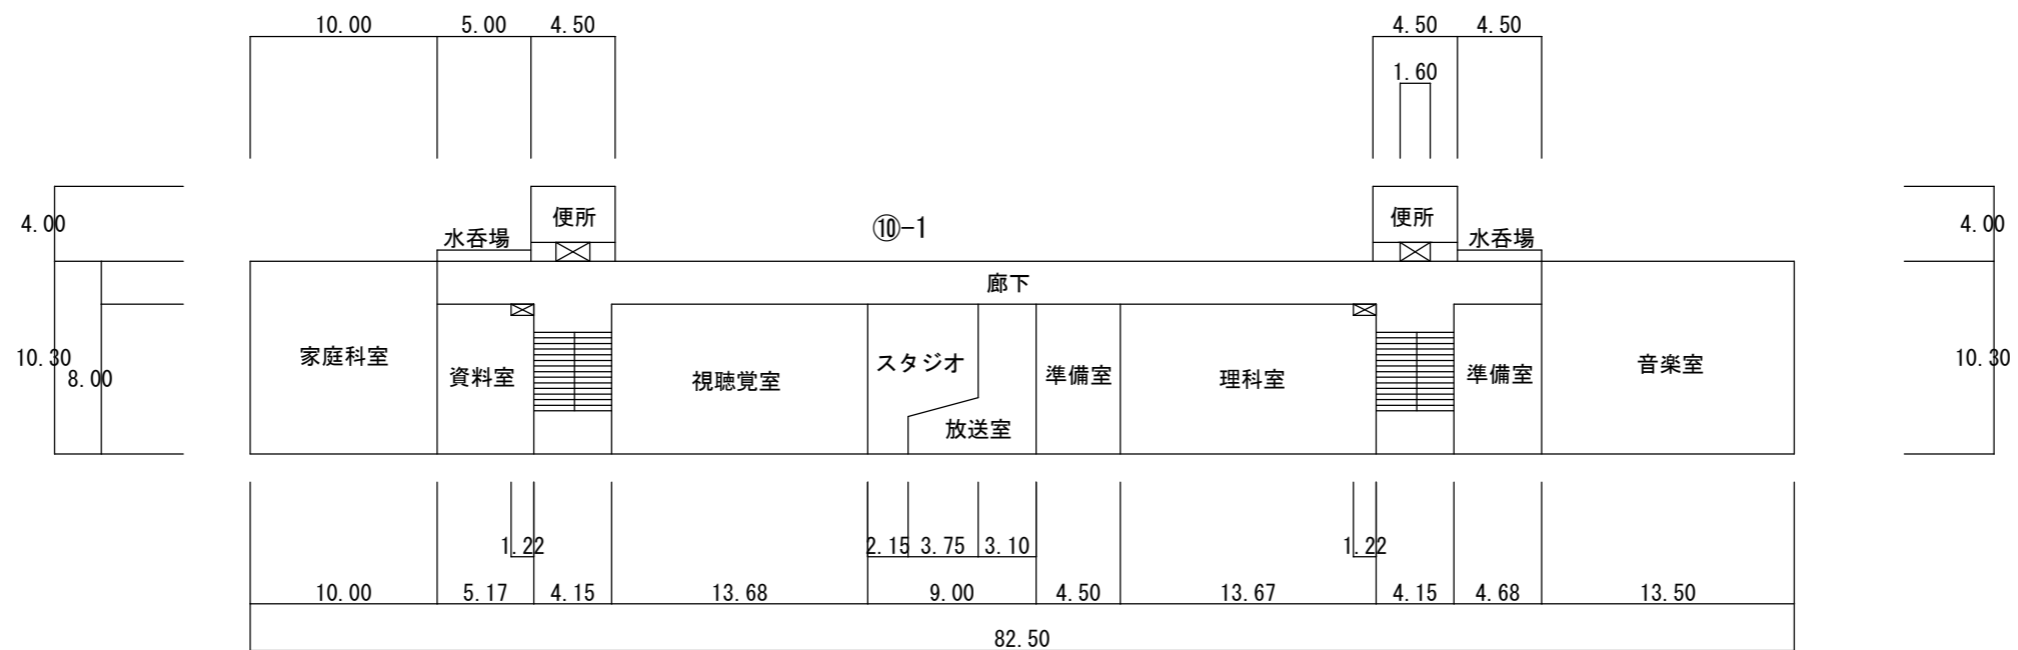 10.00 5.00 4.50 4.50 4.50
1.60
便所 便所
4.00 水呑場 ⑩-1 水呑場 4.00
廊下
10.30 8.00 家庭科室 資料室 視聴覚室 スタジオ 準備室 理科室 準備室 音楽室 10.30
放送室
1.22 2.15 3.75 3.10 1.22
10.00 5.17 4.15 13.68 9.00 4.50 13.67 4.15 4.68 13.50
82.50